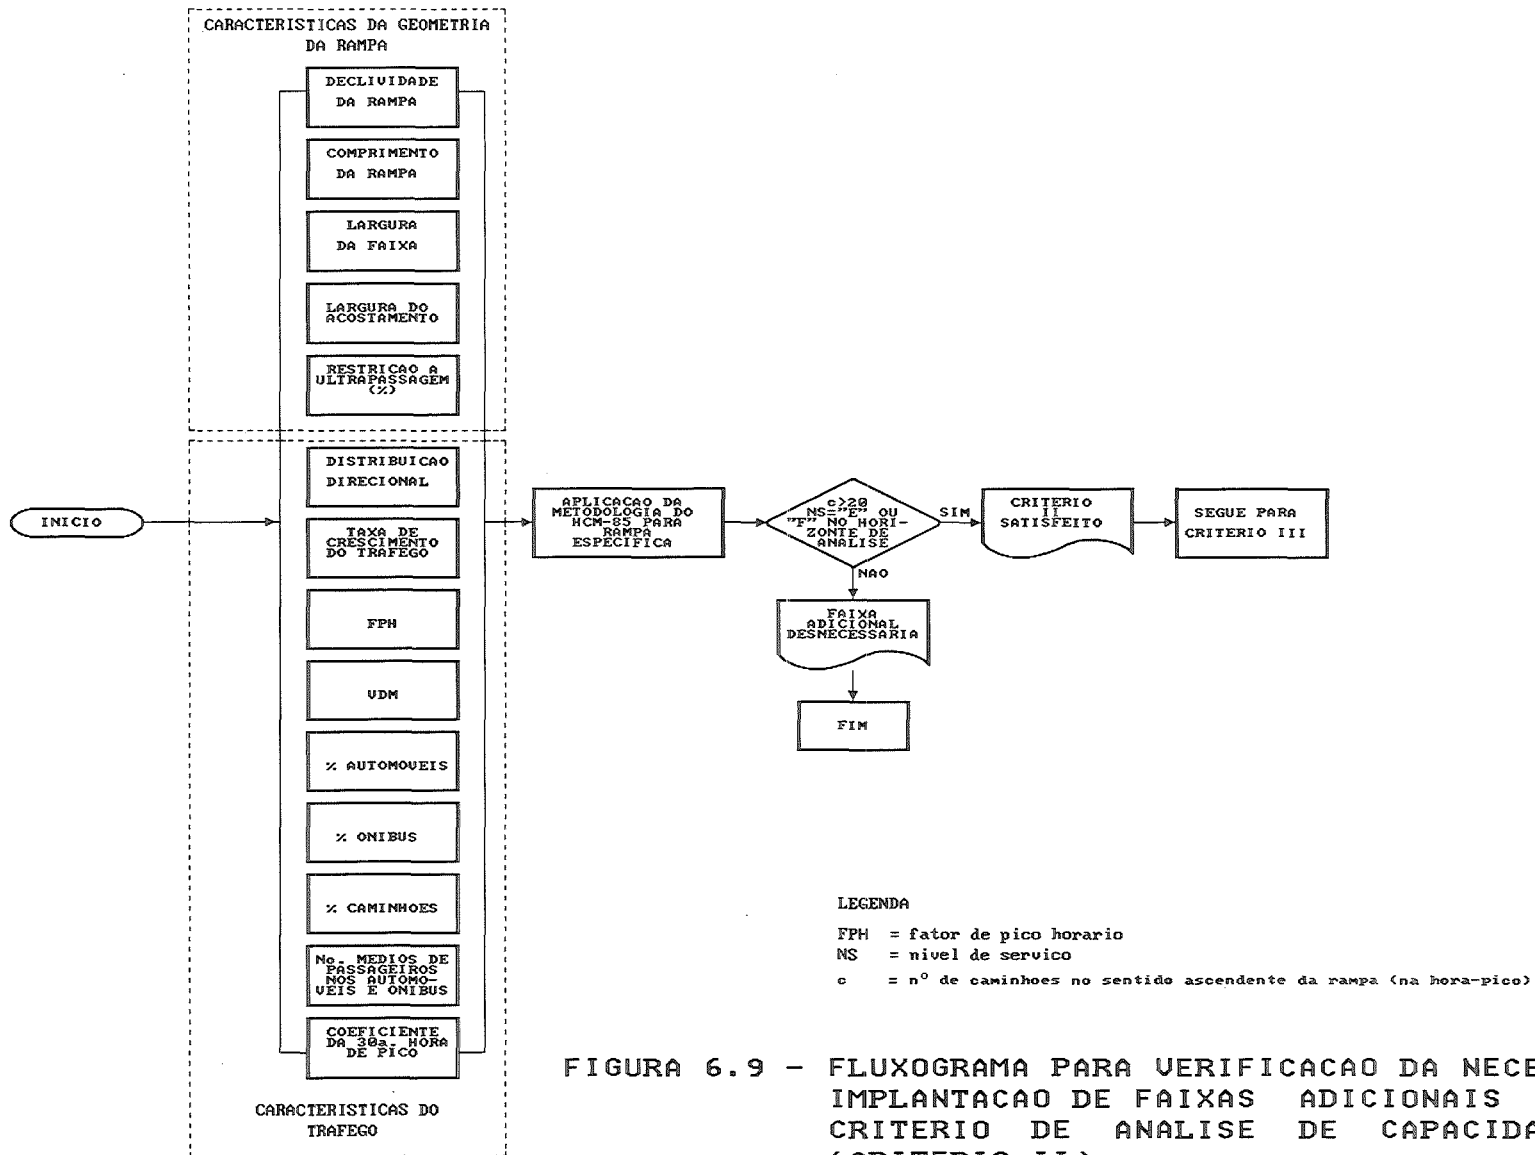 CARACTERISTICAS DA GEOMETRIA
DA RAMPA
DECLIVIDADE
DA RAMPA
COMPRIMENTO
DA RAMPA
LARGURA
DA FAIXA
LARGURA DO
ACOSTAMENTO
RESTRICAO A
ULTRAPASSAGEM
(%)
DISTRIBUICAO
DIRECIONAL
TAXA DE
CRESCIMENTO
DO TRAFEGO
FPH
VDM
% AUTOMOVEIS
% ONIBUS
% CAMINHOES
No. MEDIOS DE
PASSAGEIROS
NOS AUTOMO-
VEIS E ONIBUS
COEFICIENTE
DA 30a. HORA
DE PICO
CARACTERISTICAS DO
TRAFEGO
INICIO
APLICACAO DA
METODOLOGIA DO
HCM-85 PARA
RAMPA
ESPECIFICA
c>20
NS="E" OU
"F" NO HORI-
ZONTE DE
ANALISE
SIM
CRITERIO
II
SATISFEITO
SEGUE PARA
CRITERIO III
NAO
FAIXA
ADICIONAL
DESNECESSARIA
FIM
LEGENDA
FPH = fator de pico horario
NS = nivel de servico
c = nº de caminhoes no sentido ascendente da rampa (na hora-pico)
FIGURA 6.9 - FLUXOGRAMA PARA VERIFICACAO DA NECE
IMPLANTACAO DE FAIXAS ADICIONAIS
CRITERIO DE ANALISE DE CAPACIDA
(CRITERIO II)